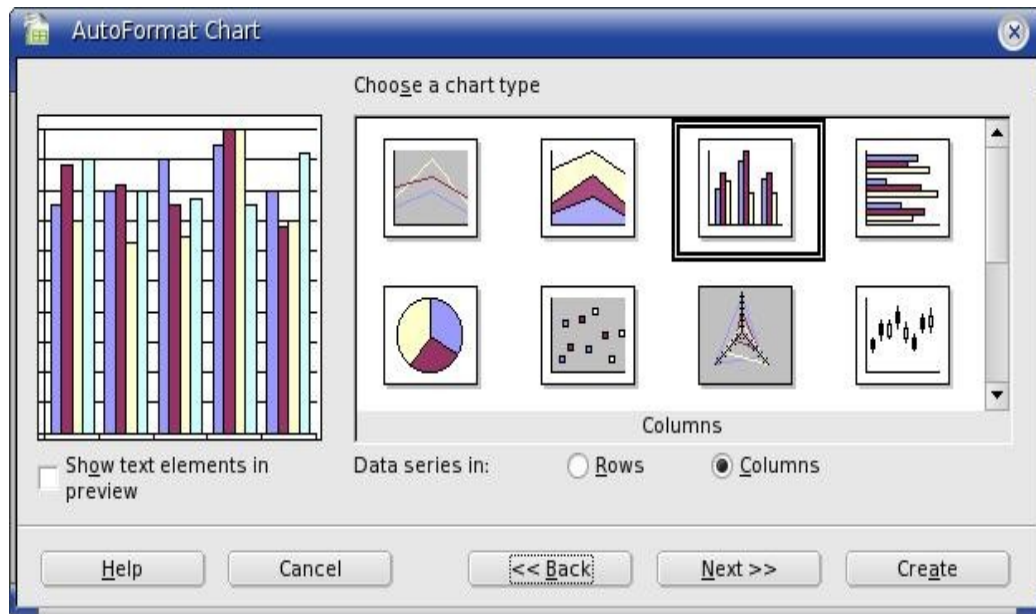 AutoFormat Chart
Choose a chart type
Columns
Show text elements in
preview
Data series in:
Rows
Columns
Help
Cancel
<< Back
Next >>
Create